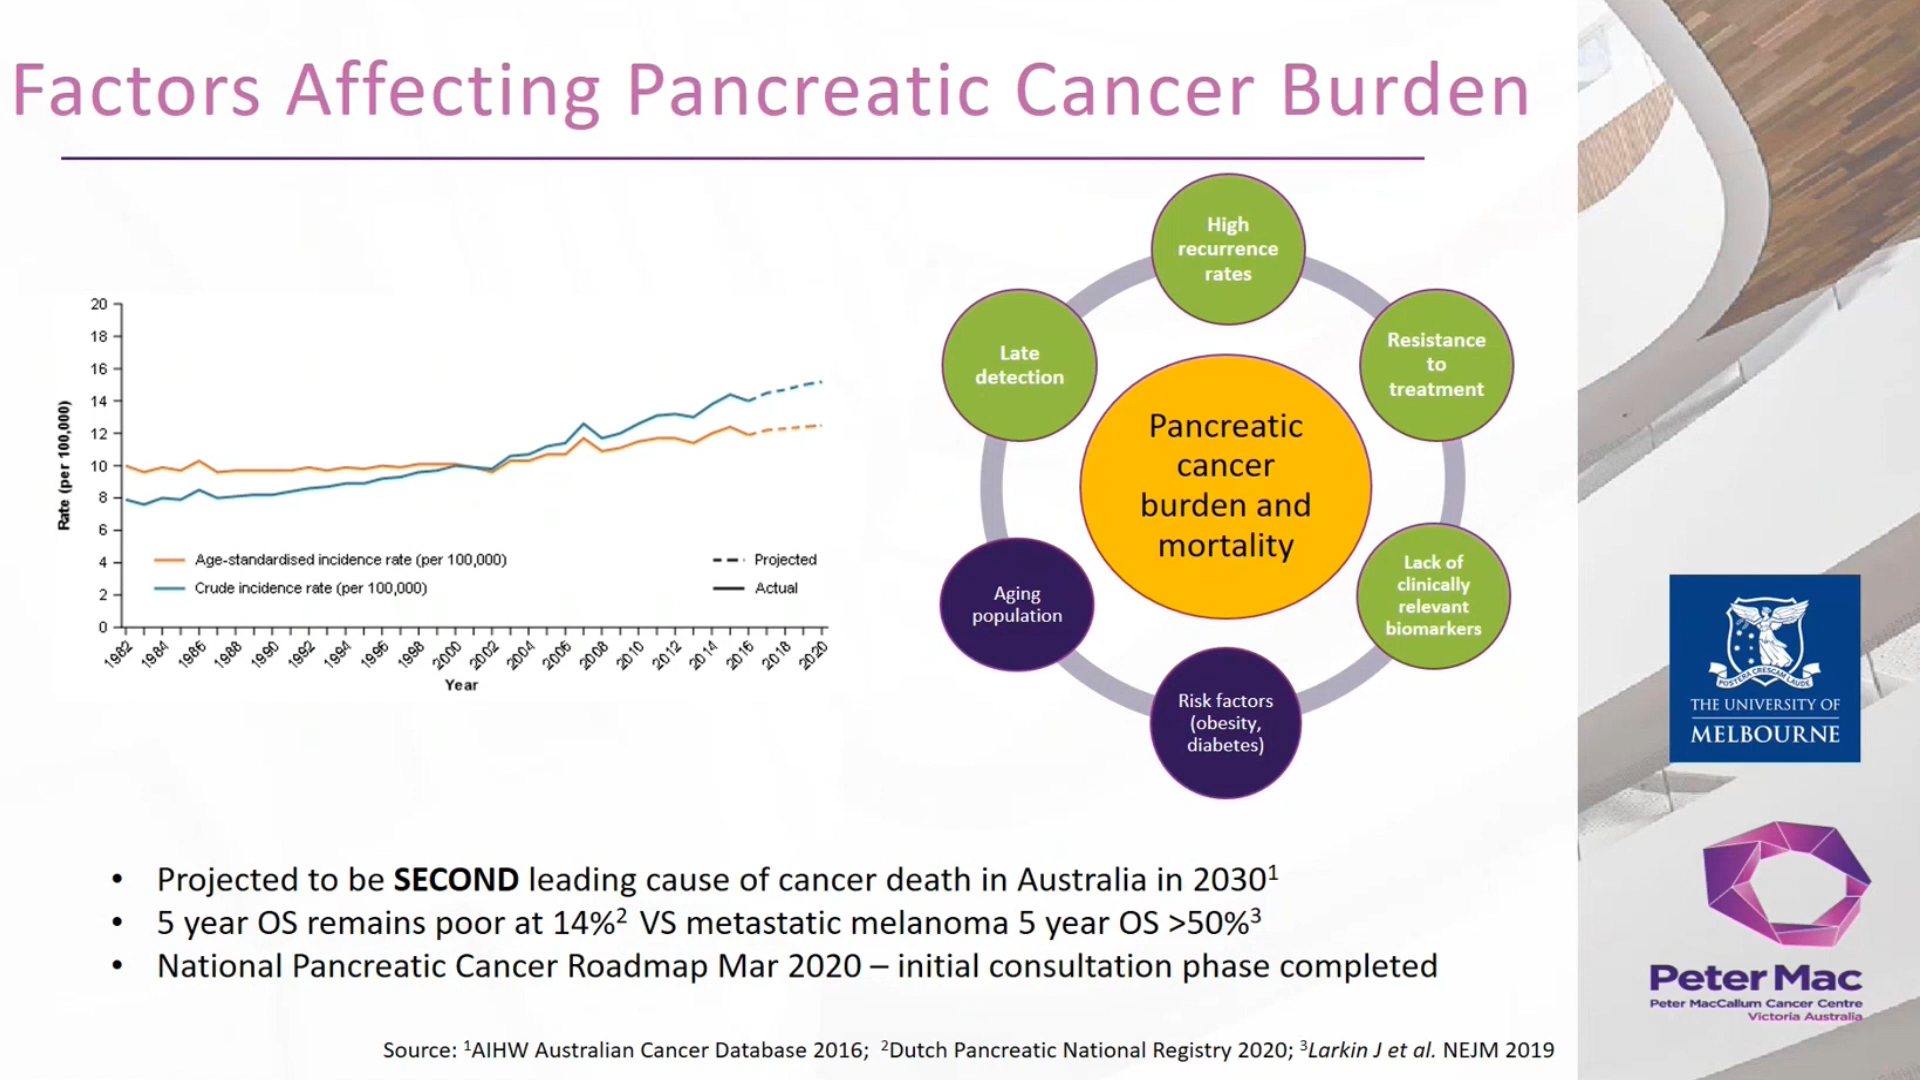 Factors Affecting Pancreatic Cancer Burden
20
18
16
14
12
10
8
6
4
2
0
Rate (per 100,000)
Age-standardised incidence rate (per 100,000)
Crude incidence rate (per 100,000)
Projected
Actual
1982 1984 1986 1988 1990 1992 1994 1996 1998 2000 2002 2004 2006 2008 2010 2012 2014 2016 2018 2020
Year
High
recurrence
rates
Resistance
to
treatment
Lack of
clinically
relevant
biomarkers
Risk factors
(obesity,
diabetes)
Aging
population
Late
detection
Pancreatic
cancer
burden and
mortality
• Projected to be SECOND leading cause of cancer death in Australia in 2030¹
• 5 year OS remains poor at 14%² VS metastatic melanoma 5 year OS >50%³
• National Pancreatic Cancer Roadmap Mar 2020 – initial consultation phase completed
Source: ¹AIHW Australian Cancer Database 2016; ²Dutch Pancreatic National Registry 2020; ³Larkin J et al. NEJM 2019
POSTERA CRESCAM LAUDE
THE UNIVERSITY OF
MELBOURNE
Peter Mac
Peter MacCallum Cancer Centre
Victoria Australia